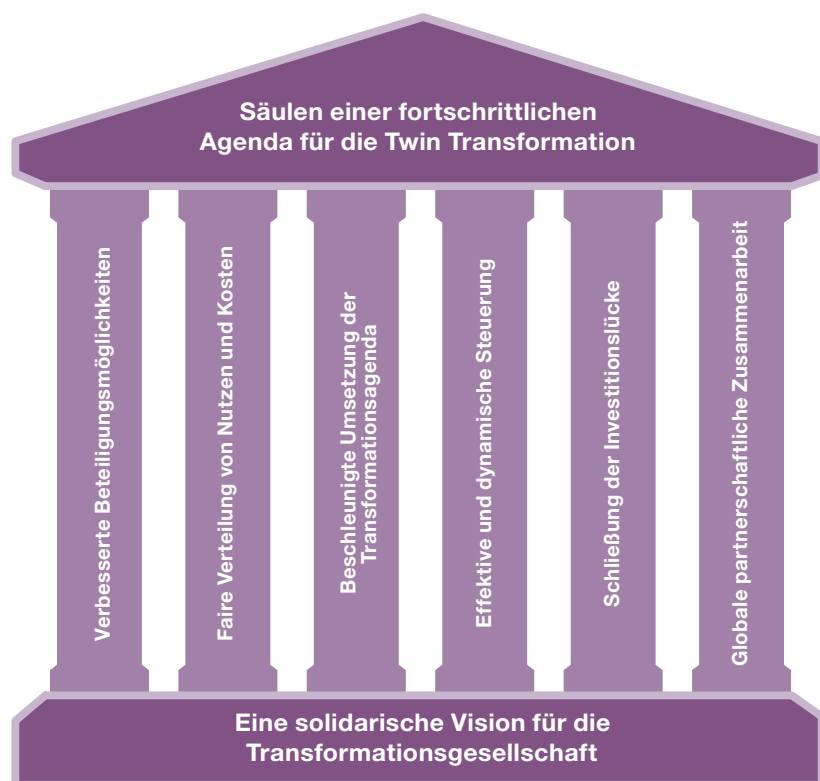 Säulen einer fortschrittlichen
Agenda für die Twin Transformation
Verbesserte Beteiligungsmöglichkeiten
Faire Verteilung von Nutzen und Kosten
Beschleunigte Umsetzung der
Transformationsagenda
Effektive und dynamische Steuerung
Schließung der Investitionslücke
Globale partnerschaftliche Zusammenarbeit
Eine solidarische Vision für die
Transformationsgesellschaft